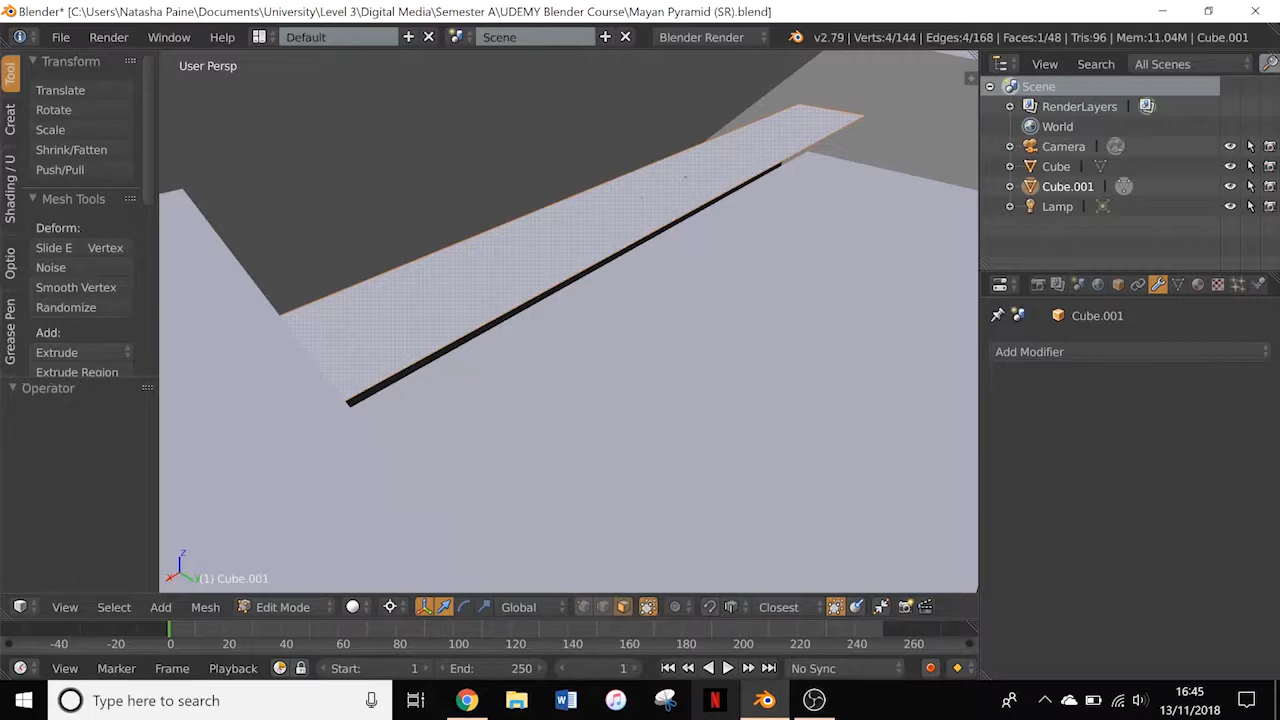 Blender* [C:\Users\Natasha Paine\Documents\University\Level 3\Digital Media\Semester A\UDEMY Blender Course\Mayan Pyramid (SR).blend]
File Render Window Help Default Scene Blender Render v2.79 | Verts:4/144 | Edges:4/168 | Faces:1/48 | Tris:96 | Mem:11.04M | Cube.001
Tool
Creat
Shading / U
Optio
Grease Pen
Transform
Translate
Rotate
Scale
Shrink/Fatten
Push/Pull
Mesh Tools
Deform:
Slide E Vertex
Noise
Smooth Vertex
Randomize
Add:
Extrude
Extrude Region
Operator
User Persp
(1) Cube.001
View Search All Scenes
Scene
RenderLayers
World
Camera
Cube
Cube.001
Lamp
Cube.001
Add Modifier
View Select Add Mesh Edit Mode Global Closest
-40 -20 0 20 40 60 80 100 120 140 160 180 200 220 240 260
View Marker Frame Playback Start: 1 End: 250 1 No Sync
Type here to search
16:45
13/11/2018